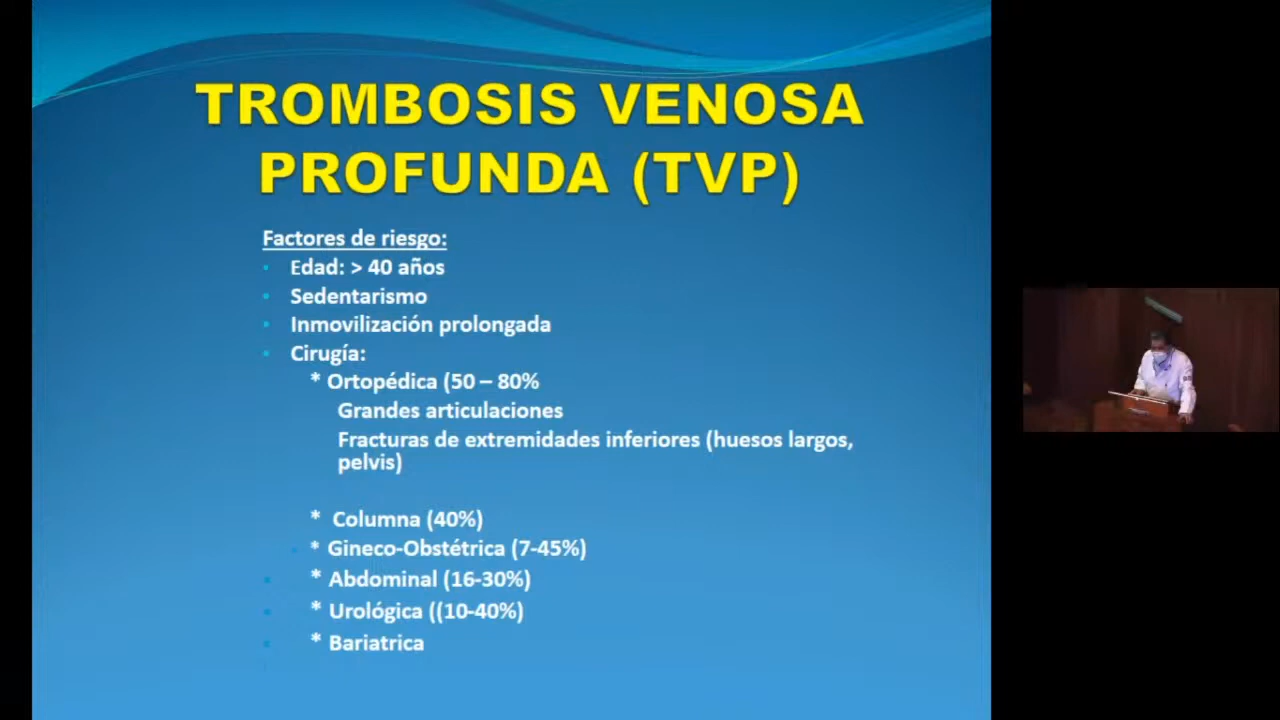 TROMBOSIS VENOSA
PROFUNDA (TVP)
Factores de riesgo:
Edad: > 40 años
Sedentarismo
Inmovilización prolongada
Cirugía:
* Ortopédica (50 – 80%
Grandes articulaciones
Fracturas de extremidades inferiores (huesos largos,
pelvis)
* Columna (40%)
* Gineco-Obstétrica (7-45%)
* Abdominal (16-30%)
* Urológica ((10-40%)
* Bariatrica